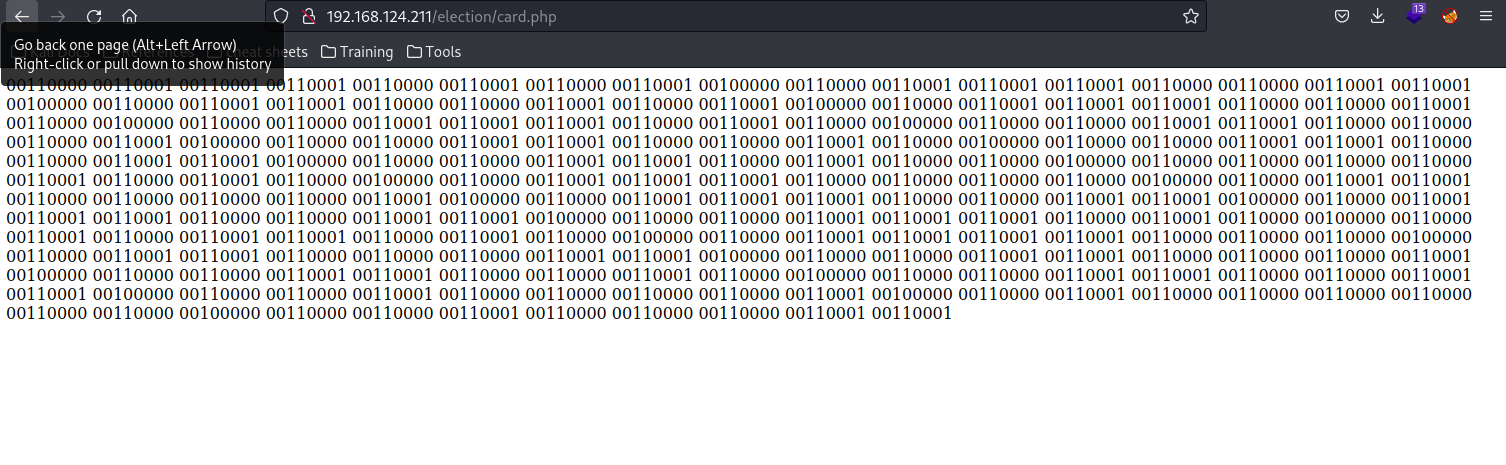 192.168.124.211/election/card.php
13
Go back one page (Alt+Left Arrow)
Right-click or pull down to show history
sheets Training Tools
00110000 00110001 00110001 00110001 00110000 00110001 00110000 00110001 00100000 00110000 00110001 00110001 00110001 00110000 00110000 00110001 00110001
00100000 00110000 00110001 00110001 00110000 00110000 00110001 00110000 00110001 00100000 00110000 00110001 00110001 00110001 00110000 00110000 00110001
00110000 00100000 00110000 00110000 00110001 00110001 00110001 00110000 00110001 00110000 00100000 00110000 00110000 00110001 00110001 00110000 00110000
00110000 00110001 00100000 00110000 00110000 00110001 00110001 00110000 00110000 00110001 00110000 00100000 00110000 00110000 00110001 00110001 00110000
00110000 00110001 00110001 00100000 00110000 00110000 00110001 00110001 00110000 00110001 00110000 00110000 00100000 00110000 00110000 00110000 00110000
00110001 00110000 00110001 00110000 00100000 00110000 00110001 00110001 00110001 00110000 00110000 00110000 00110000 00100000 00110000 00110001 00110001
00110000 00110000 00110000 00110000 00110001 00100000 00110000 00110001 00110001 00110001 00110000 00110000 00110001 00110001 00100000 00110000 00110001
00110001 00110001 00110000 00110000 00110001 00110001 00100000 00110000 00110000 00110001 00110001 00110001 00110000 00110001 00110000 00100000 00110000
00110001 00110000 00110001 00110001 00110000 00110001 00110000 00100000 00110000 00110001 00110001 00110001 00110001 00110000 00110000 00110000 00100000
00110000 00110001 00110001 00110000 00110000 00110000 00110001 00110001 00100000 00110000 00110000 00110001 00110001 00110000 00110000 00110000 00110001
00100000 00110000 00110000 00110001 00110001 00110000 00110000 00110001 00110000 00100000 00110000 00110000 00110001 00110001 00110000 00110000 00110001
00110001 00100000 00110000 00110000 00110001 00110000 00110000 00110000 00110000 00110001 00100000 00110000 00110001 00110000 00110000 00110000 00110000
00110000 00110000 00100000 00110000 00110000 00110001 00110000 00110000 00110000 00110001 00110001